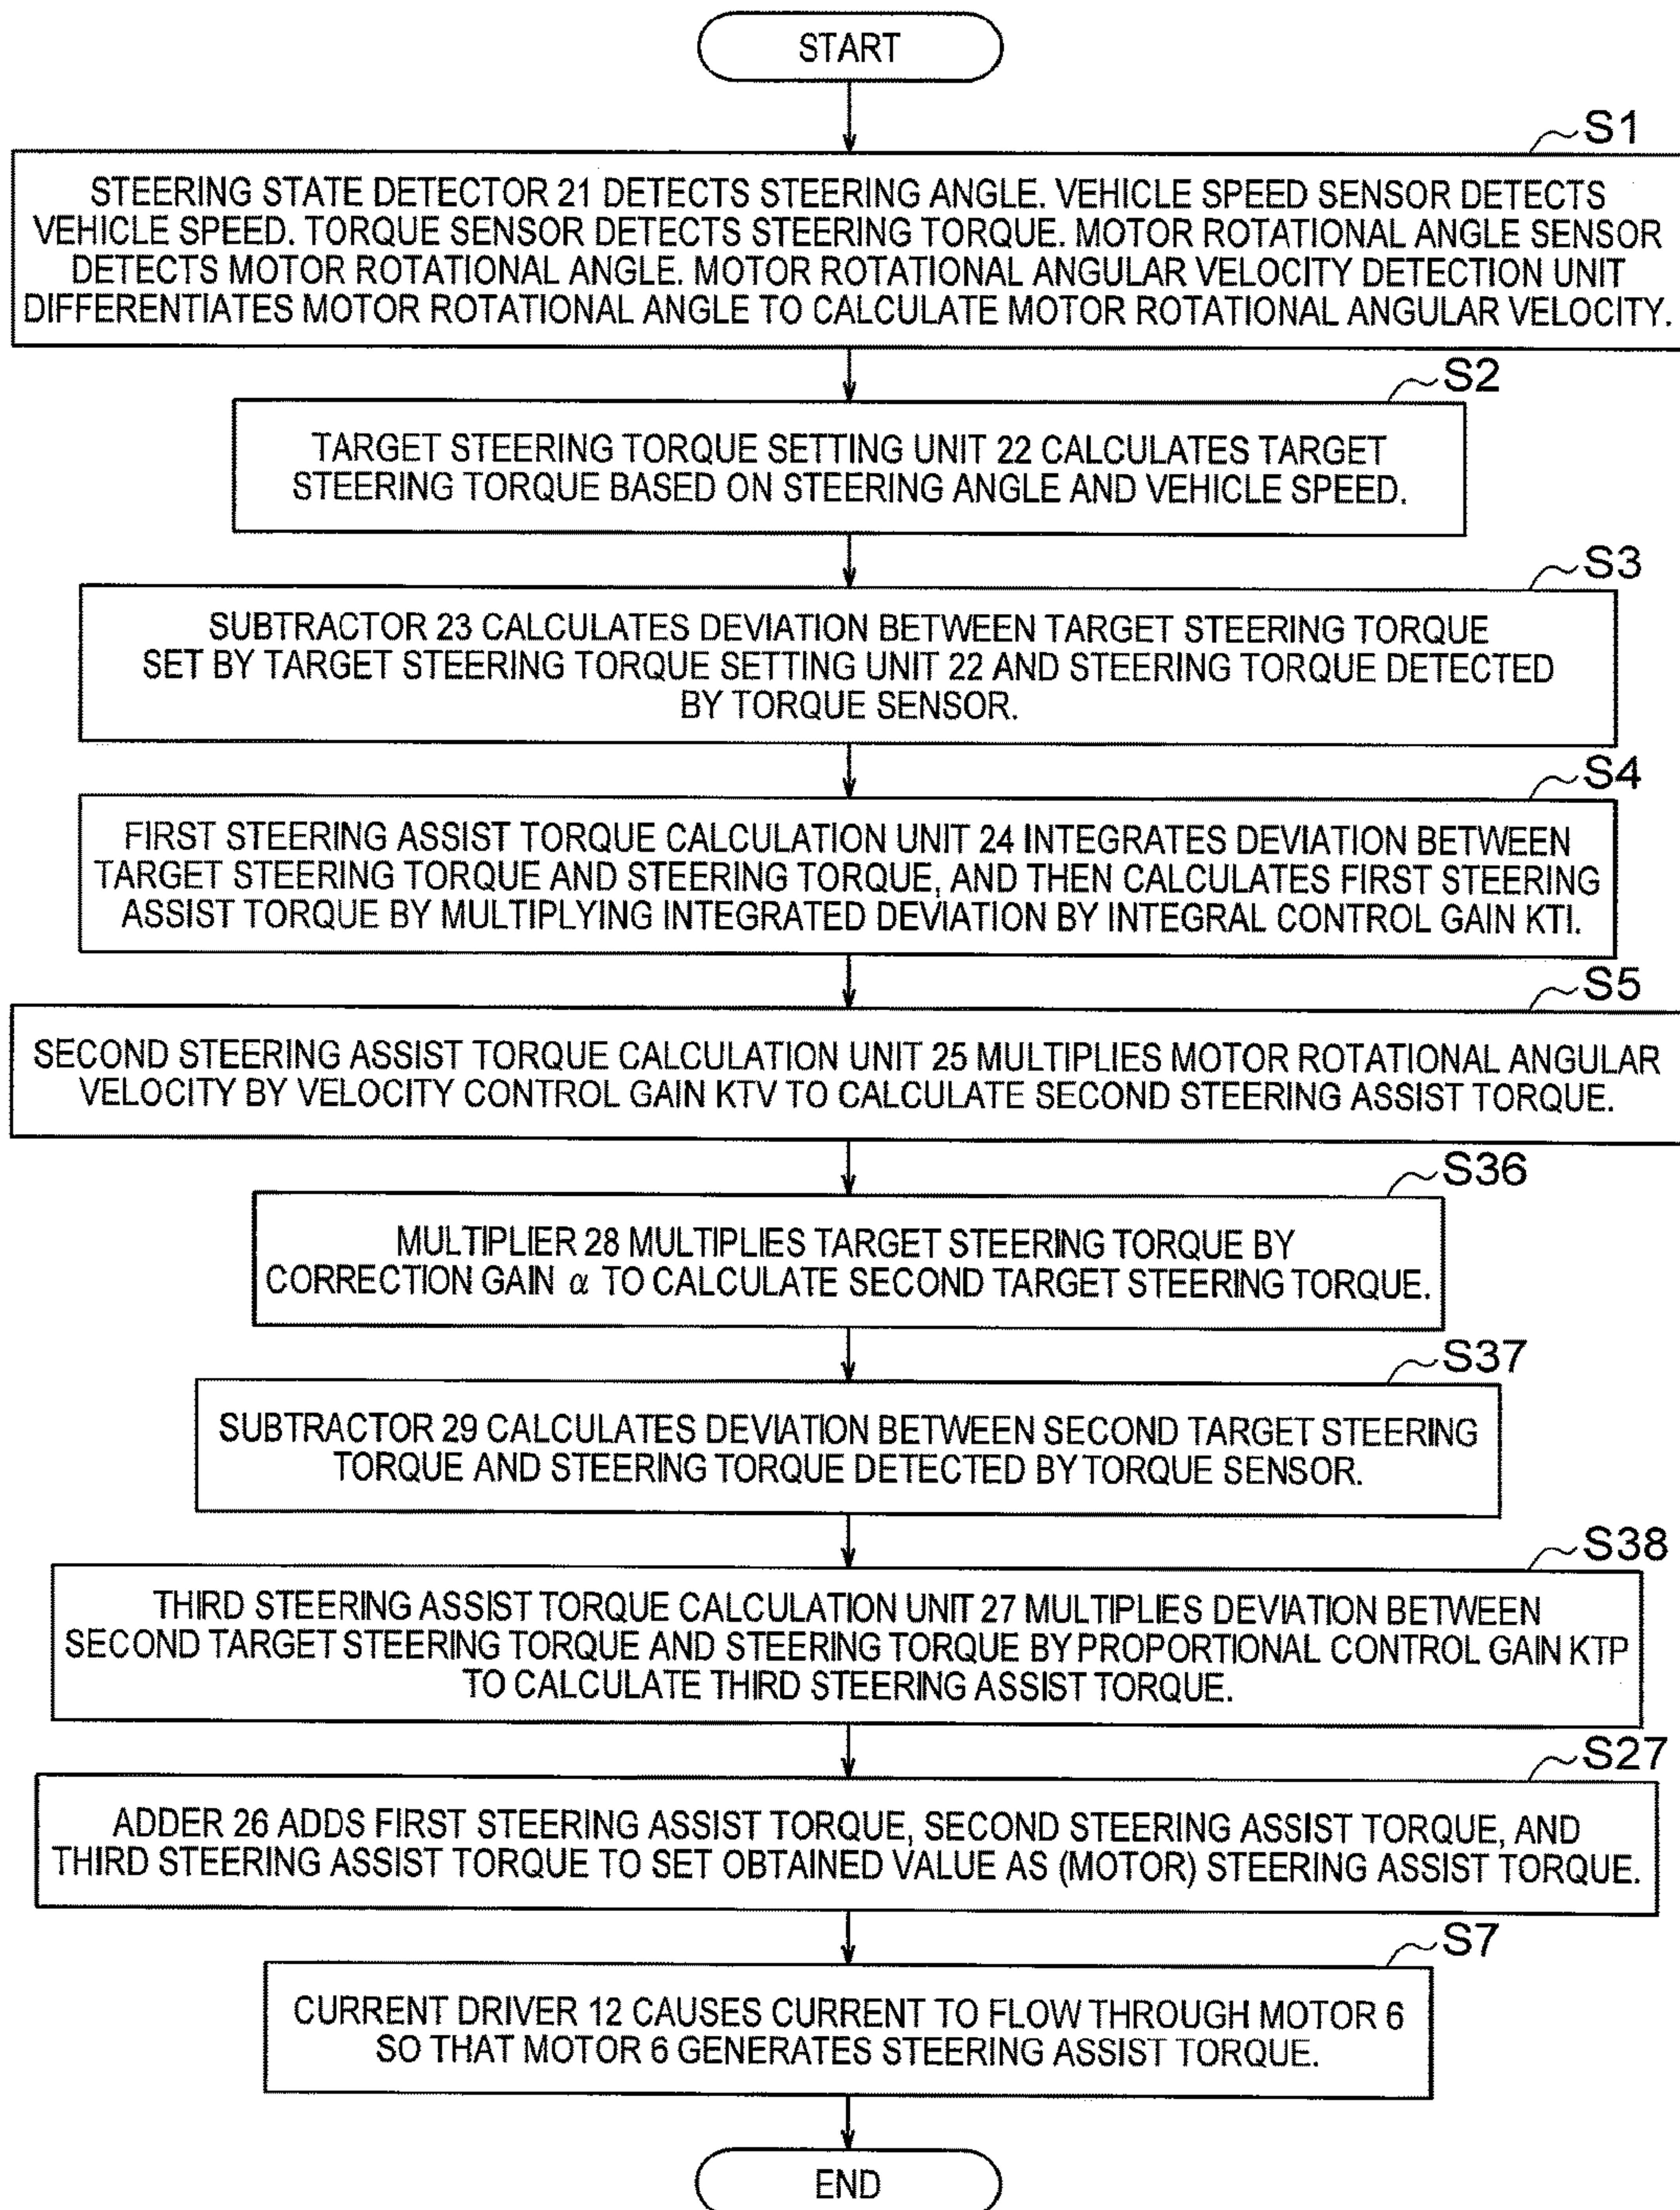 START
S1
STEERING STATE DETECTOR 21 DETECTS STEERING ANGLE. VEHICLE SPEED SENSOR DETECTS
VEHICLE SPEED. TORQUE SENSOR DETECTS STEERING TORQUE. MOTOR ROTATIONAL ANGLE SENSOR
DETECTS MOTOR ROTATIONAL ANGLE. MOTOR ROTATIONAL ANGULAR VELOCITY DETECTION UNIT
DIFFERENTIATES MOTOR ROTATIONAL ANGLE TO CALCULATE MOTOR ROTATIONAL ANGULAR VELOCITY.
S2
TARGET STEERING TORQUE SETTING UNIT 22 CALCULATES TARGET
STEERING TORQUE BASED ON STEERING ANGLE AND VEHICLE SPEED.
S3
SUBTRACTOR 23 CALCULATES DEVIATION BETWEEN TARGET STEERING TORQUE
SET BY TARGET STEERING TORQUE SETTING UNIT 22 AND STEERING TORQUE DETECTED
BY TORQUE SENSOR.
S4
FIRST STEERING ASSIST TORQUE CALCULATION UNIT 24 INTEGRATES DEVIATION BETWEEN
TARGET STEERING TORQUE AND STEERING TORQUE, AND THEN CALCULATES FIRST STEERING
ASSIST TORQUE BY MULTIPLYING INTEGRATED DEVIATION BY INTEGRAL CONTROL GAIN KTI.
S5
SECOND STEERING ASSIST TORQUE CALCULATION UNIT 25 MULTIPLIES MOTOR ROTATIONAL ANGULAR
VELOCITY BY VELOCITY CONTROL GAIN KTV TO CALCULATE SECOND STEERING ASSIST TORQUE.
S36
MULTIPLIER 28 MULTIPLIES TARGET STEERING TORQUE BY
CORRECTION GAIN α TO CALCULATE SECOND TARGET STEERING TORQUE.
S37
SUBTRACTOR 29 CALCULATES DEVIATION BETWEEN SECOND TARGET STEERING
TORQUE AND STEERING TORQUE DETECTED BY TORQUE SENSOR.
S38
THIRD STEERING ASSIST TORQUE CALCULATION UNIT 27 MULTIPLIES DEVIATION BETWEEN
SECOND TARGET STEERING TORQUE AND STEERING TORQUE BY PROPORTIONAL CONTROL GAIN KTP
TO CALCULATE THIRD STEERING ASSIST TORQUE.
S27
ADDER 26 ADDS FIRST STEERING ASSIST TORQUE, SECOND STEERING ASSIST TORQUE, AND
THIRD STEERING ASSIST TORQUE TO SET OBTAINED VALUE AS (MOTOR) STEERING ASSIST TORQUE.
S7
CURRENT DRIVER 12 CAUSES CURRENT TO FLOW THROUGH MOTOR 6
SO THAT MOTOR 6 GENERATES STEERING ASSIST TORQUE.
END